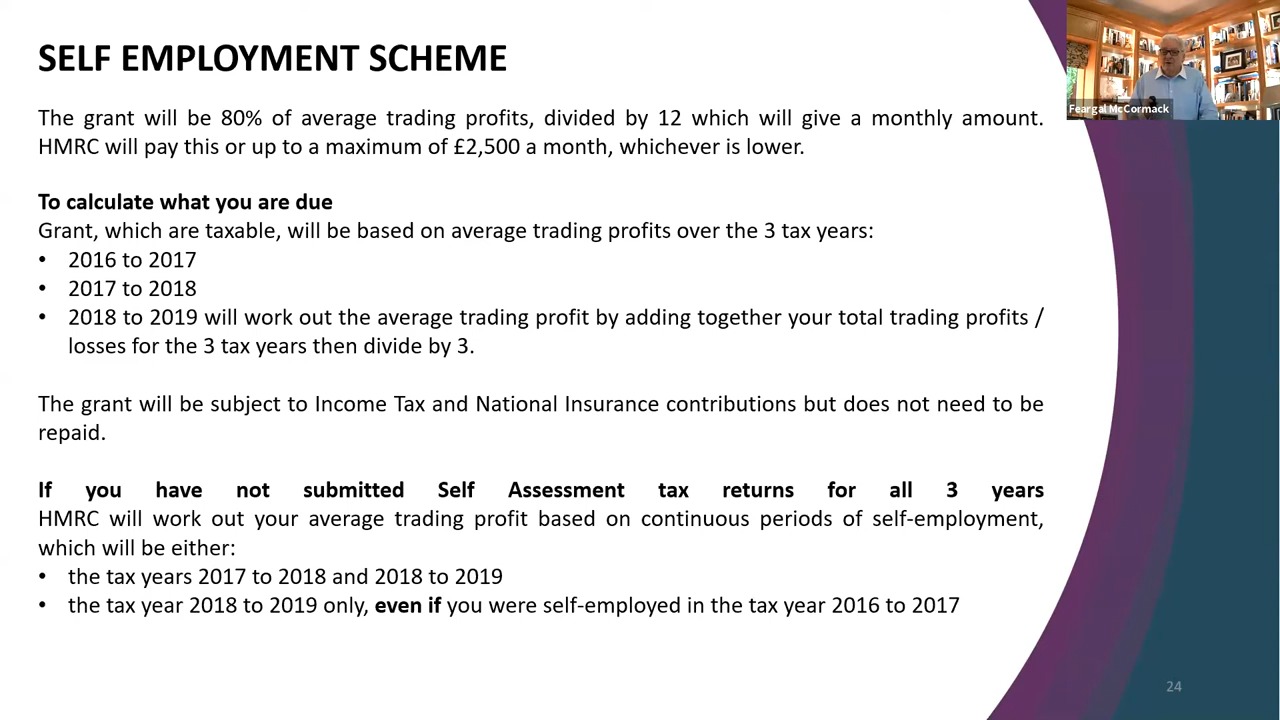 SELF EMPLOYMENT SCHEME
Feargal McCormack
The grant will be 80% of average trading profits, divided by 12 which will give a monthly amount.
HMRC will pay this or up to a maximum of £2,500 a month, whichever is lower.
To calculate what you are due
Grant, which are taxable, will be based on average trading profits over the 3 tax years:
• 2016 to 2017
• 2017 to 2018
• 2018 to 2019 will work out the average trading profit by adding together your total trading profits /
losses for the 3 tax years then divide by 3.
The grant will be subject to Income Tax and National Insurance contributions but does not need to be
repaid.
If you have not submitted Self Assessment tax returns for all 3 years
HMRC will work out your average trading profit based on continuous periods of self-employment,
which will be either:
• the tax years 2017 to 2018 and 2018 to 2019
• the tax year 2018 to 2019 only, even if you were self-employed in the tax year 2016 to 2017
24